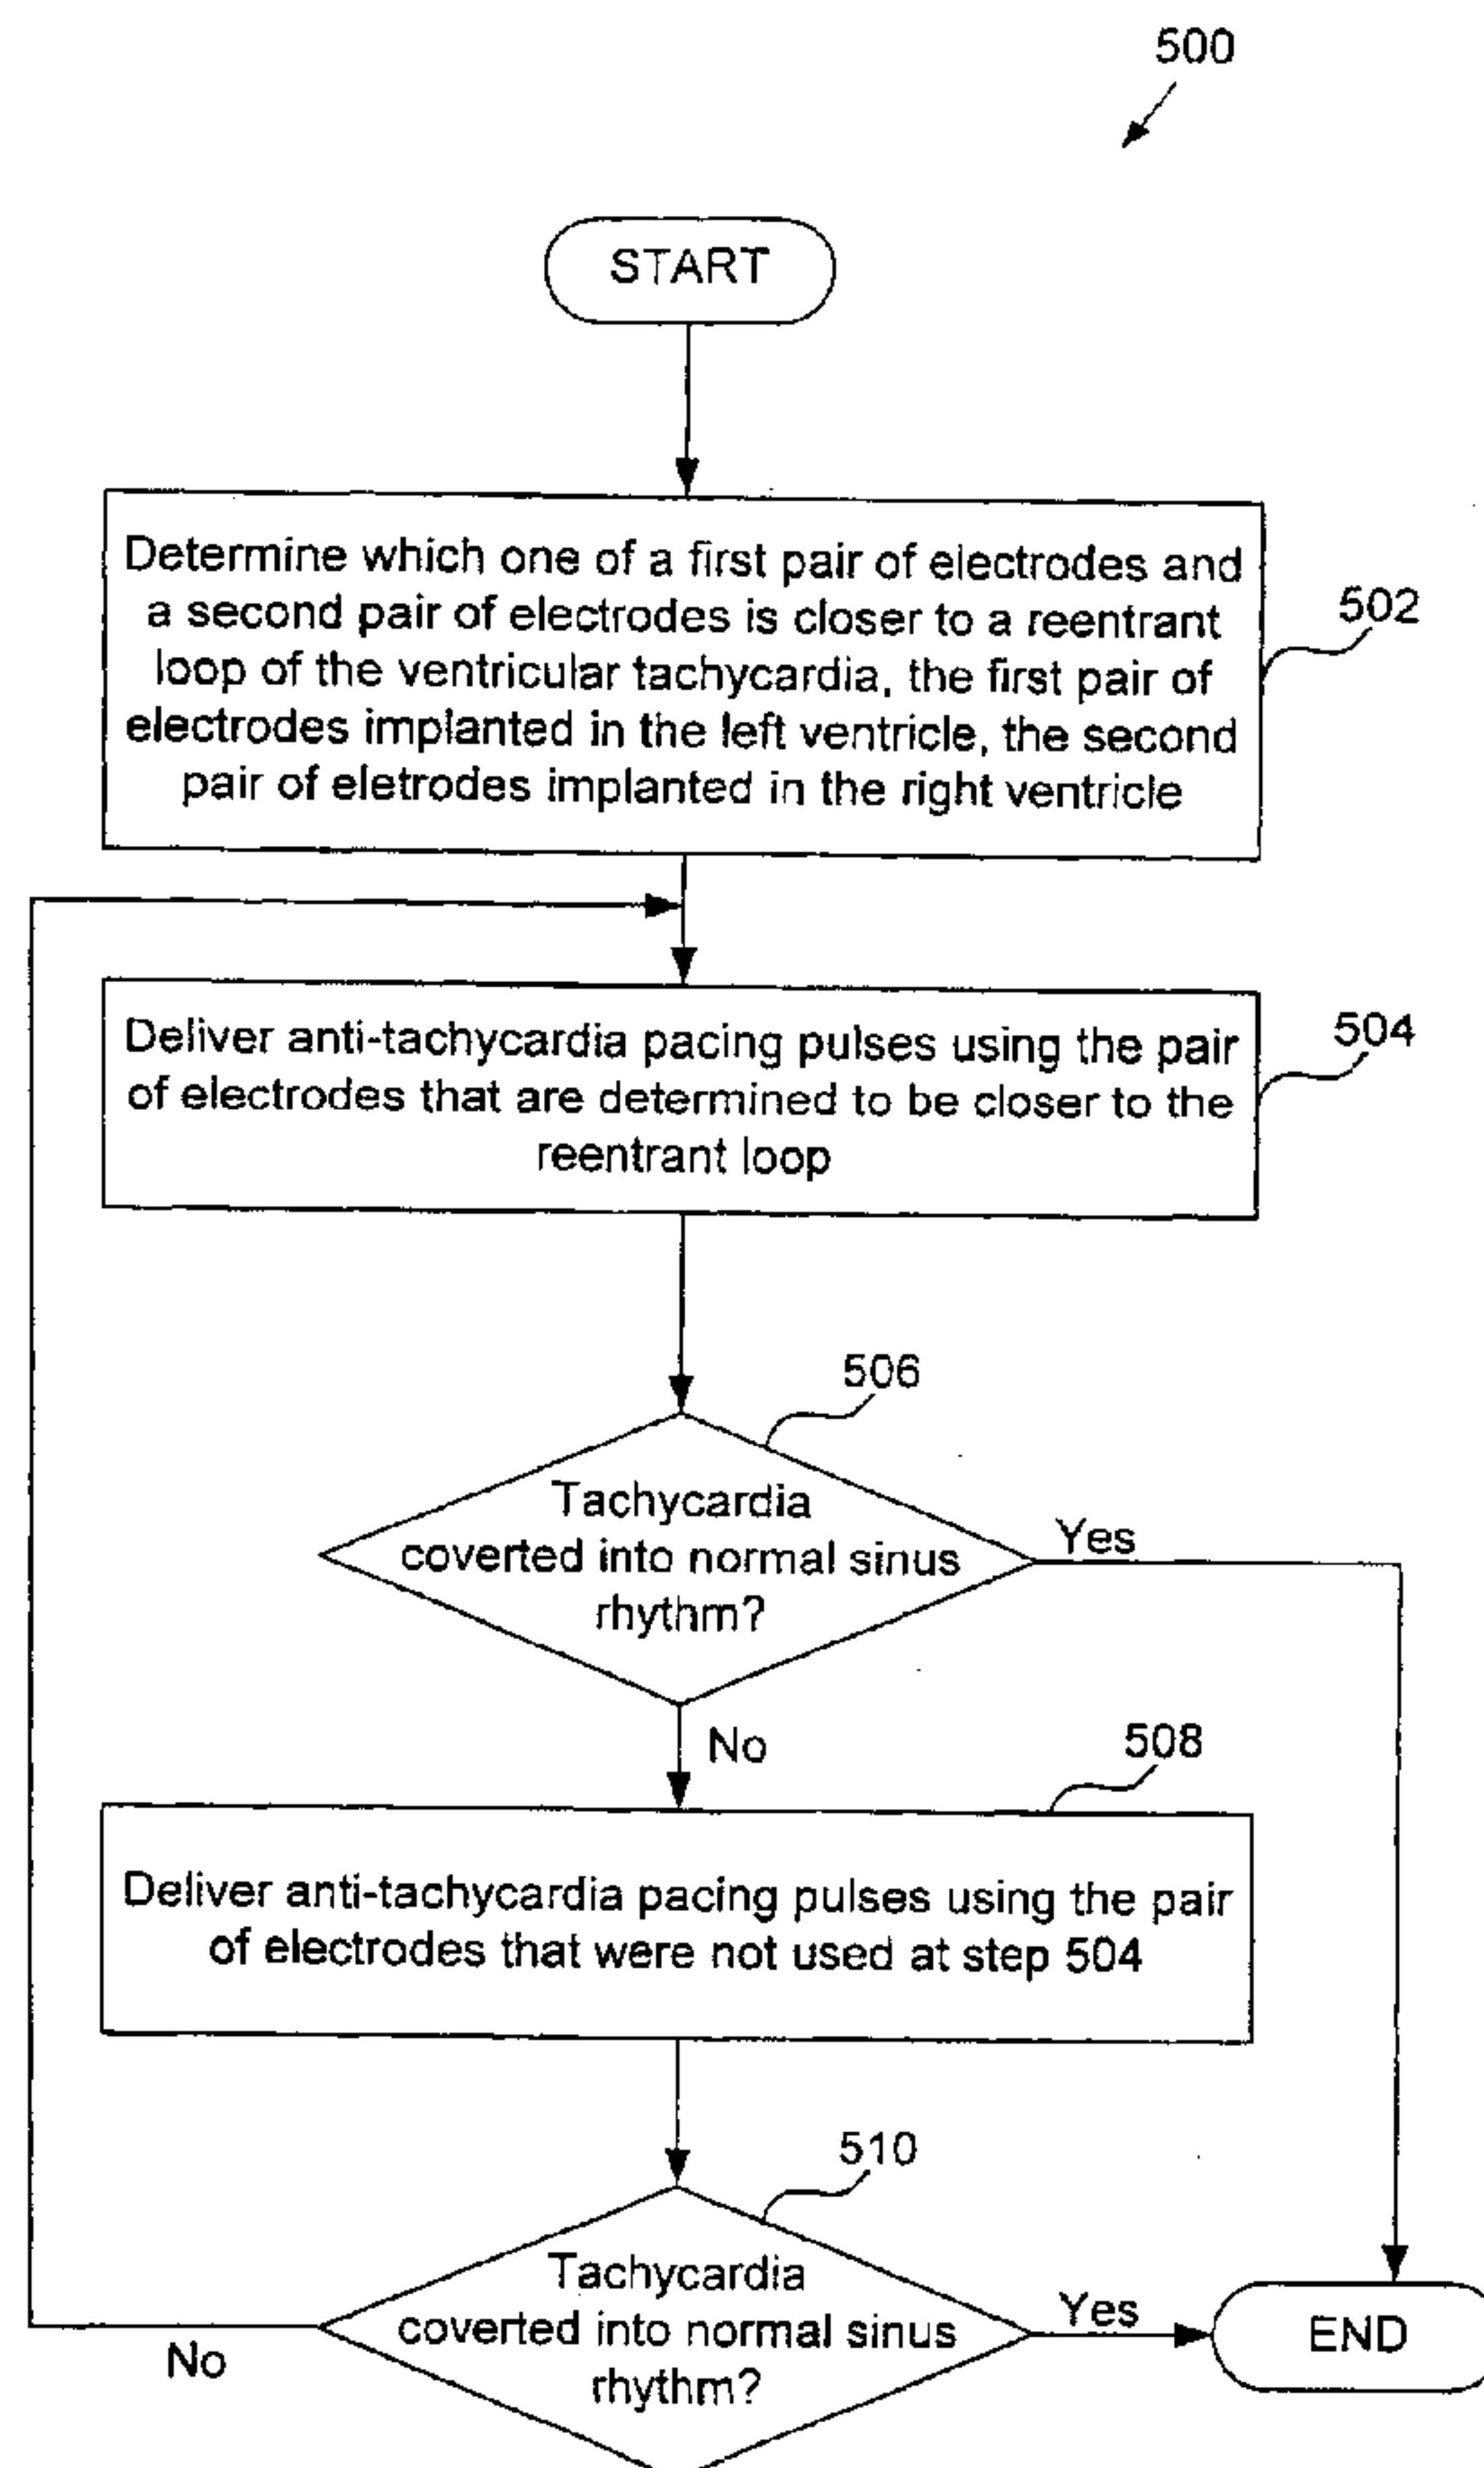 500
START
Determine which one of a first pair of electrodes and
a second pair of electrodes is closer to a reentrant
loop of the ventricular tachycardia, the first pair of
electrodes implanted in the left ventricle, the second
pair of eletrodes implanted in the right ventricle
502
Deliver anti-tachycardia pacing pulses using the pair
of electrodes that are determined to be closer to the
reentrant loop
504
506
Tachycardia
coverted into normal sinus
rhythm?
Yes
No
508
Deliver anti-tachycardia pacing pulses using the pair
of electrodes that were not used at step 504
510
Tachycardia
coverted into normal sinus
rhythm?
Yes
No
END